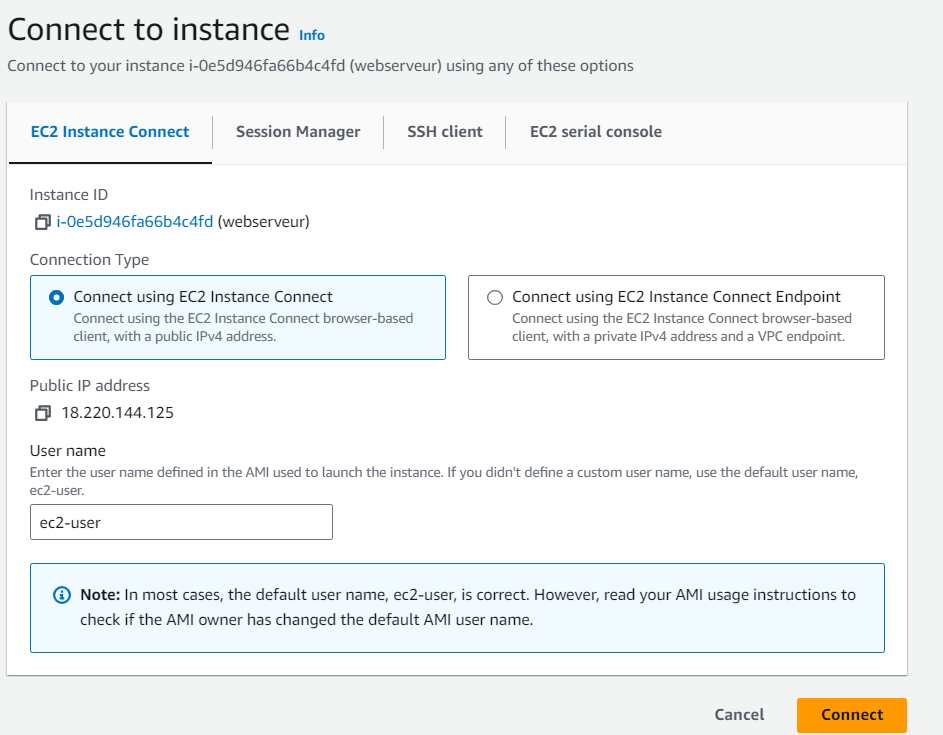 Connect to instance Info
Connect to your instance i-0e5d946fa66b4c4fd (webserveur) using any of these options
EC2 Instance Connect
Session Manager
SSH client
EC2 serial console
Instance ID
i-0e5d946fa66b4c4fd (webserveur)
Connection Type
Connect using EC2 Instance Connect
Connect using the EC2 Instance Connect browser-based
client, with a public IPv4 address.
Connect using EC2 Instance Connect Endpoint
Connect using the EC2 Instance Connect browser-based
client, with a private IPv4 address and a VPC endpoint.
Public IP address
18.220.144.125
User name
Enter the user name defined in the AMI used to launch the instance. If you didn't define a custom user name, use the default user name,
ec2-user.
ec2-user
Note: In most cases, the default user name, ec2-user, is correct. However, read your AMI usage instructions to
check if the AMI owner has changed the default AMI user name.
Cancel
Connect